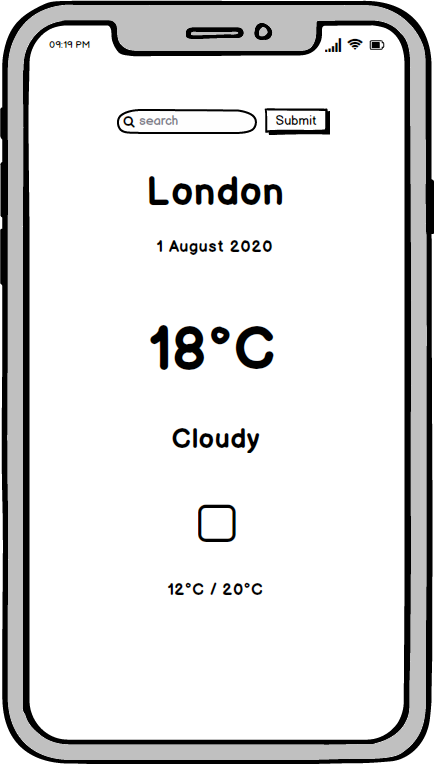 09:19 PM
search Submit
London
1 August 2020
18°C
Cloudy
12°C / 20°C